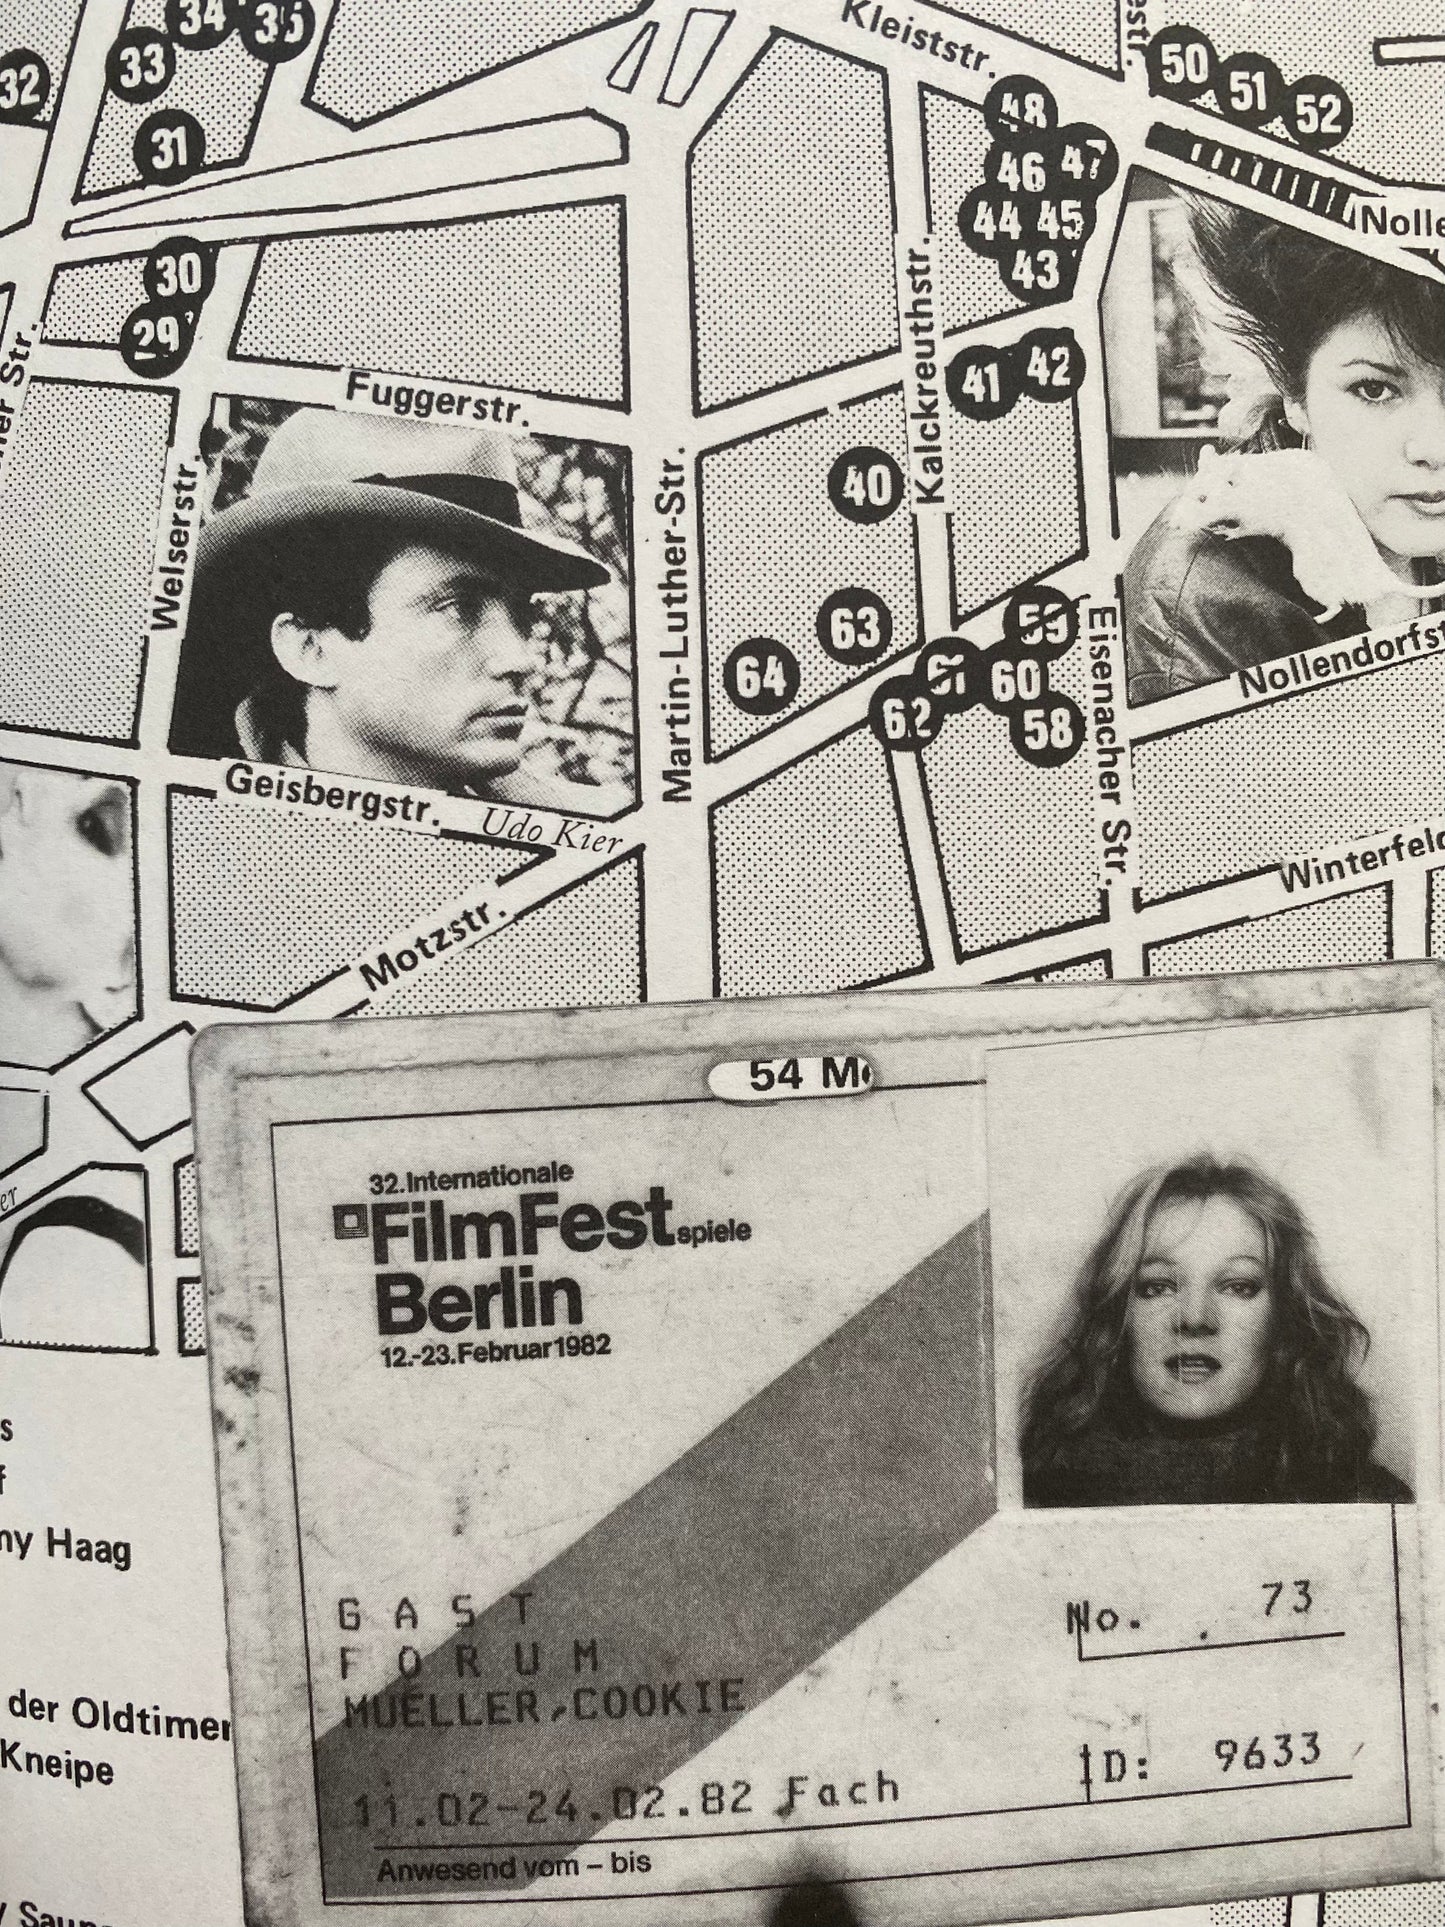 34
35
33
32
31
30
29
Kleiststr.
50
51
52
48
47
46
44
45
43
Nolle
42
41
Kalckreuthstr.
40
Fuggerstr.
Welserstr.
Martin-Luther-Str.
63
64
59
61
60
62
58
Eisenacher Str.
Nollendorfst
Geisbergstr.
Udo Kier
Winterfeld
Motzstr.
54
32.Internationale
FilmFestspiele
Berlin
12.-23.Februar1982
GAST
FORUM
MUELLER,COOKIE
11.02-24.02.82 Fach
Anwesend vom – bis
No. 73
ID: 9633
Haag
der Oldtimer
Kneipe